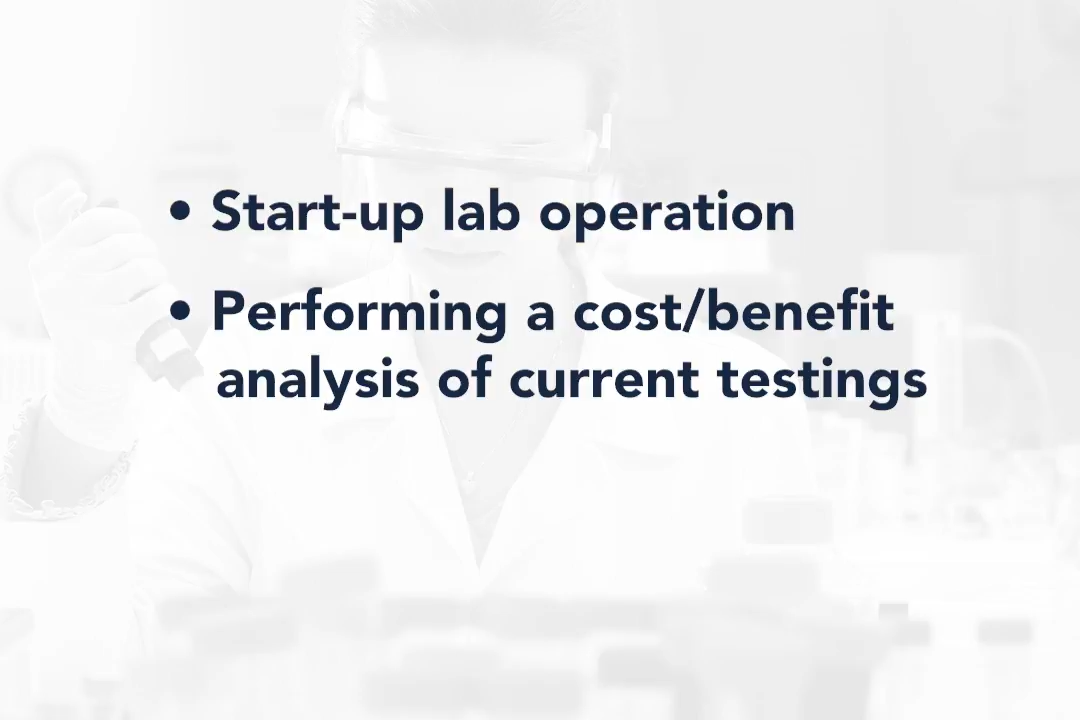 • Start-up lab operation
• Performing a cost/benefit
analysis of current testings